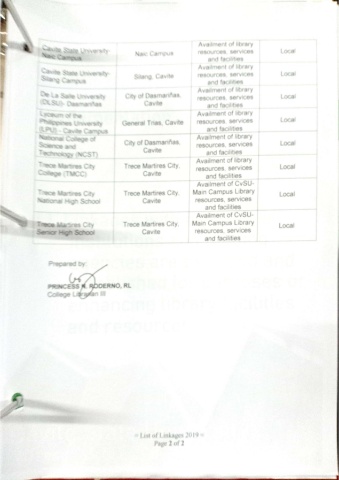 Cavite State University- Naic Campus | Naic Campus | Availment of library resources, services and facilities | Local
Cavite State University- Silang Campus | Silang, Cavite | Availment of library resources, services and facilities | Local
De La Salle University (DLSU)- Dasmariñas | City of Dasmariñas, Cavite | Availment of library resources, services and facilities | Local
Lyceum of the Philippines University (LPU) - Cavite Campus | General Trias, Cavite | Availment of library resources, services and facilities | Local
National College of Science and Technology (NCST) | City of Dasmariñas, Cavite | Availment of library resources, services and facilities | Local
Trece Martires City College (TMCC) | Trece Martires City, Cavite | Availment of library resources, services and facilities | Local
Trece Martires City National High School | Trece Martires City, Cavite | Availment of CvSU- Main Campus Library resources, services and facilities | Local
Trece Martires City Senior High School | Trece Martires City, Cavite | Availment of CvSU- Main Campus Library resources, services and facilities | Local
Prepared by:
PRINCESS N. RODERNO, RL
College Librarian III
List of Linkages 2019
Page 2 of 2